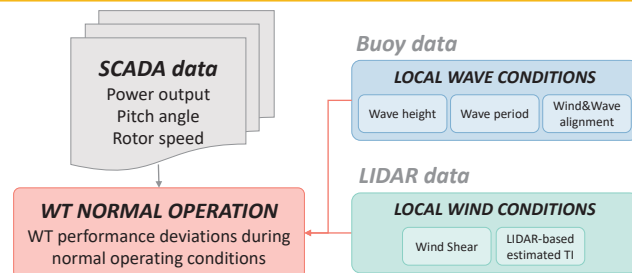 SCADA data
Power output
Pitch angle
Rotor speed
WT NORMAL OPERATION
WT performance deviations during
normal operating conditions
Buoy data
LOCAL WAVE CONDITIONS
Wave height
Wave period
Wind&Wave
alignment
LIDAR data
LOCAL WIND CONDITIONS
Wind Shear
LIDAR-based
estimated TI